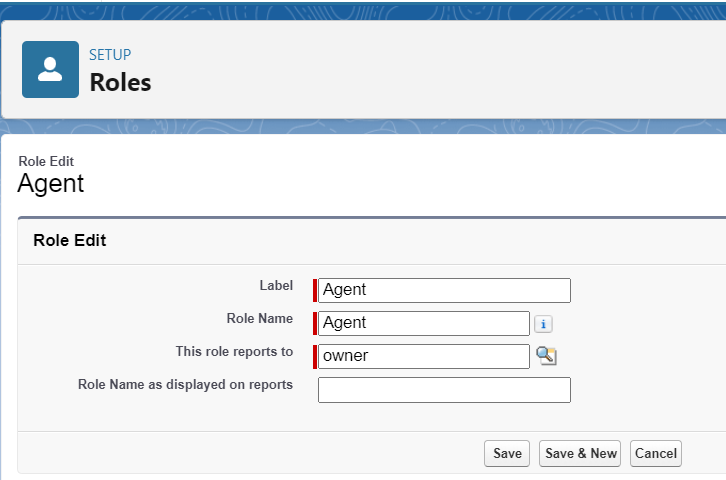 SETUP
Roles
Role Edit
Agent
Role Edit
Label Agent
Role Name Agent i
This role reports to owner
Role Name as displayed on reports
Save Save & New Cancel